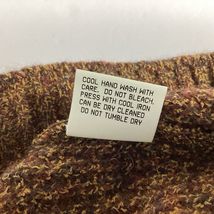 COOL HAND WASH WITH
CARE. DO NOT BLEACH.
PRESS WITH COOL IRON
CAN BE DRY CLEANED
DO NOT TUMBLE DRY